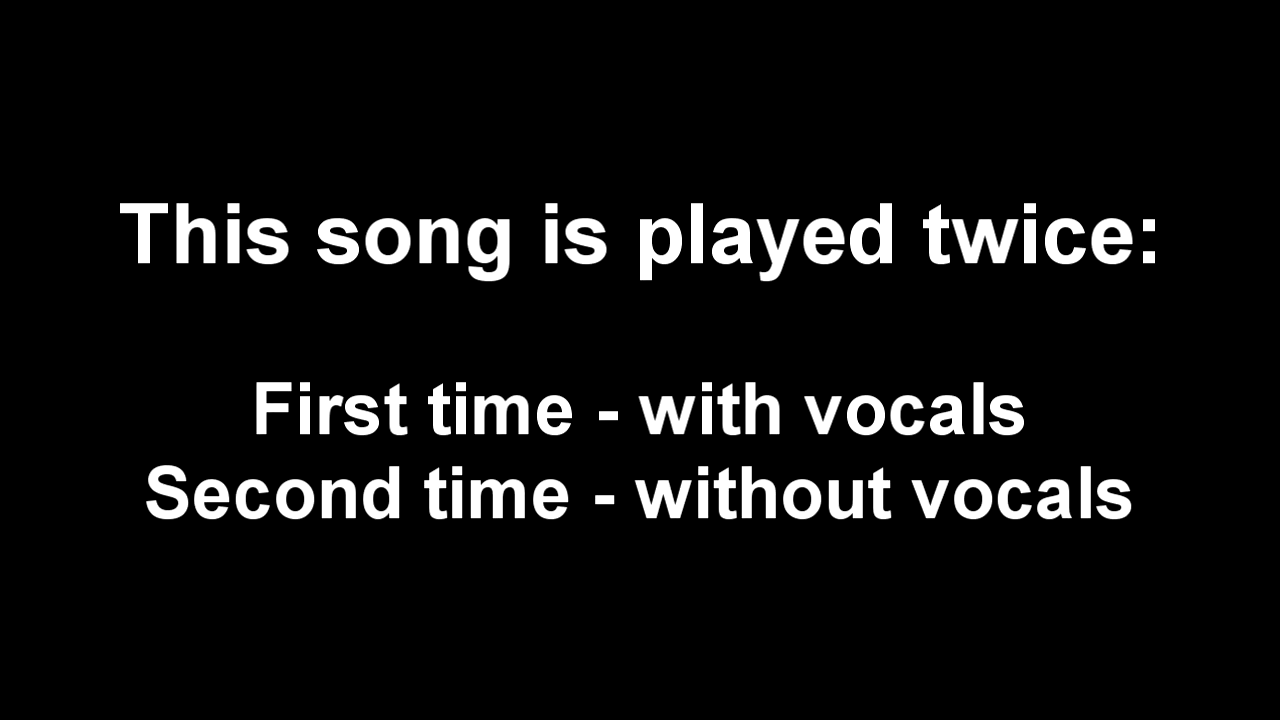 This song is played twice:
First time - with vocals
Second time - without vocals